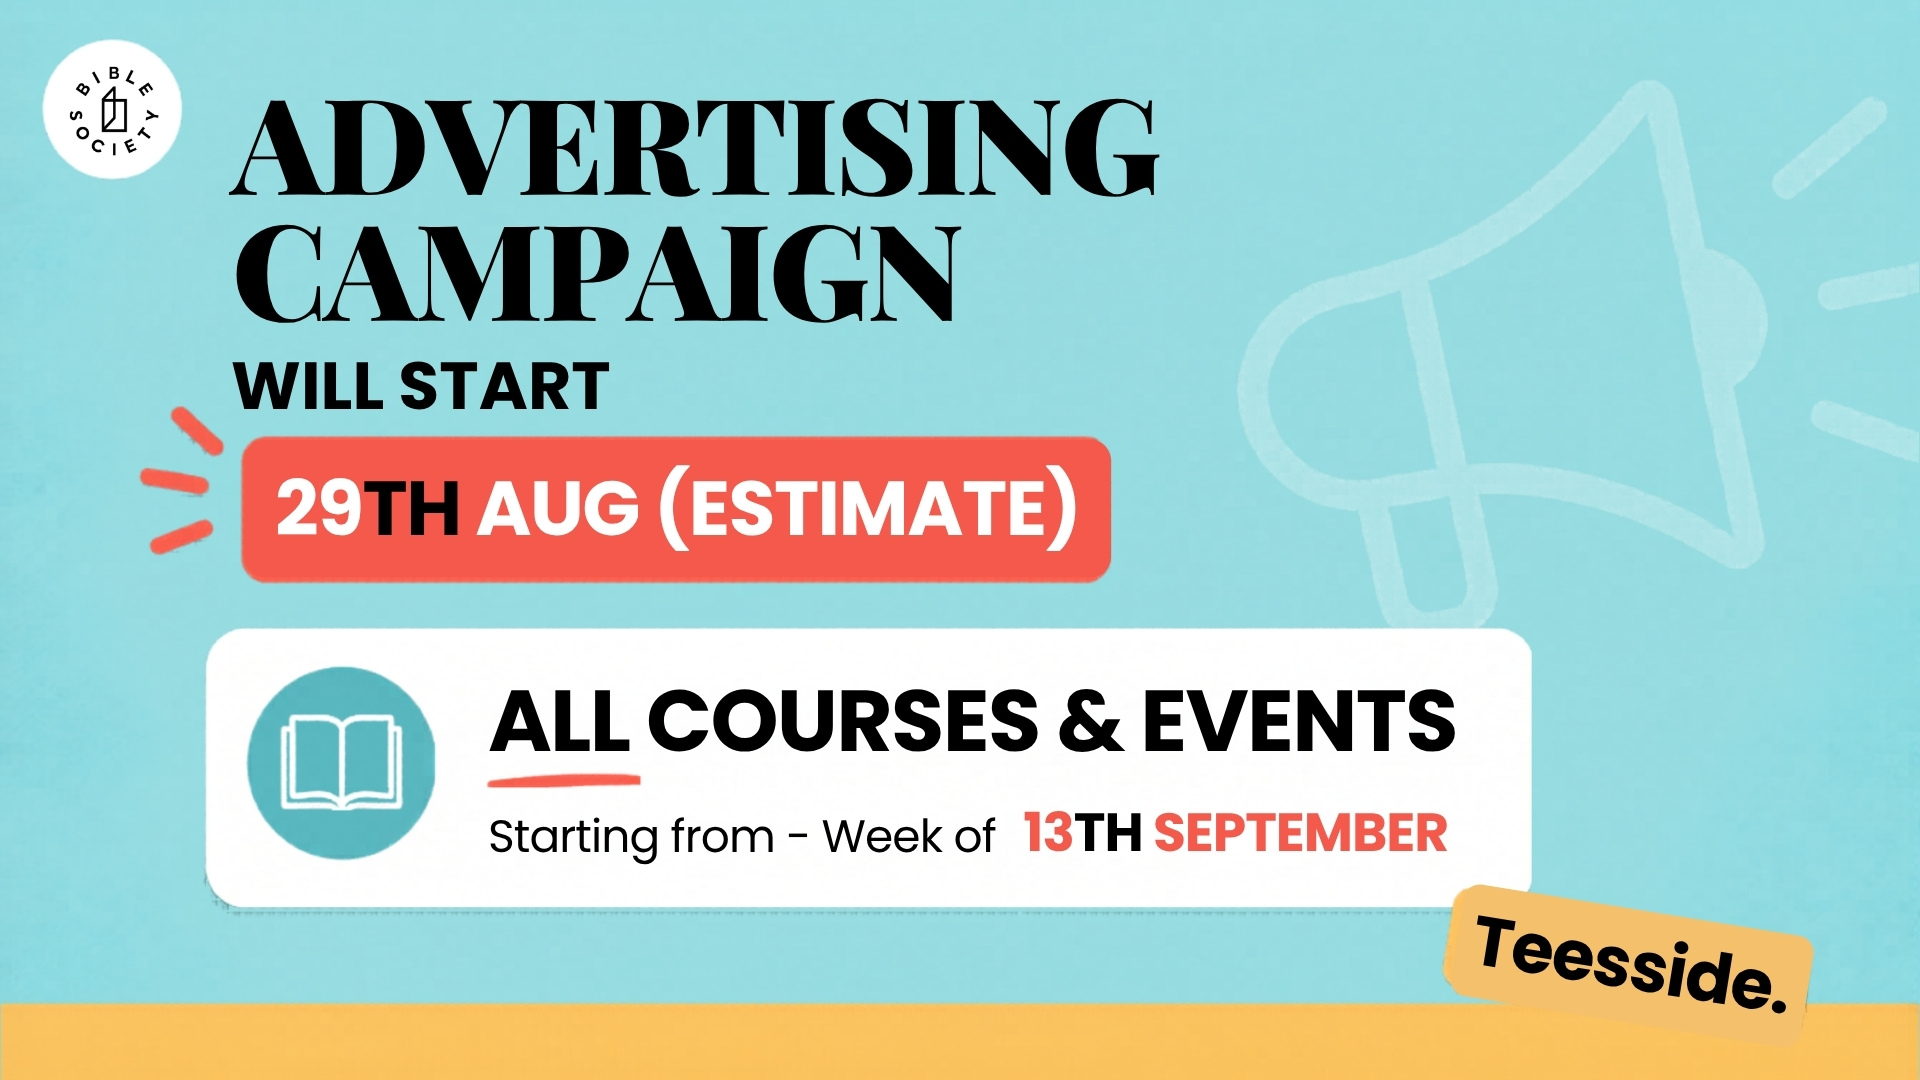 BIBLE SOCIETY
ADVERTISING
CAMPAIGN
WILL START
29TH AUG (ESTIMATE)
ALL COURSES & EVENTS
Starting from - Week of 13TH SEPTEMBER
Teesside.